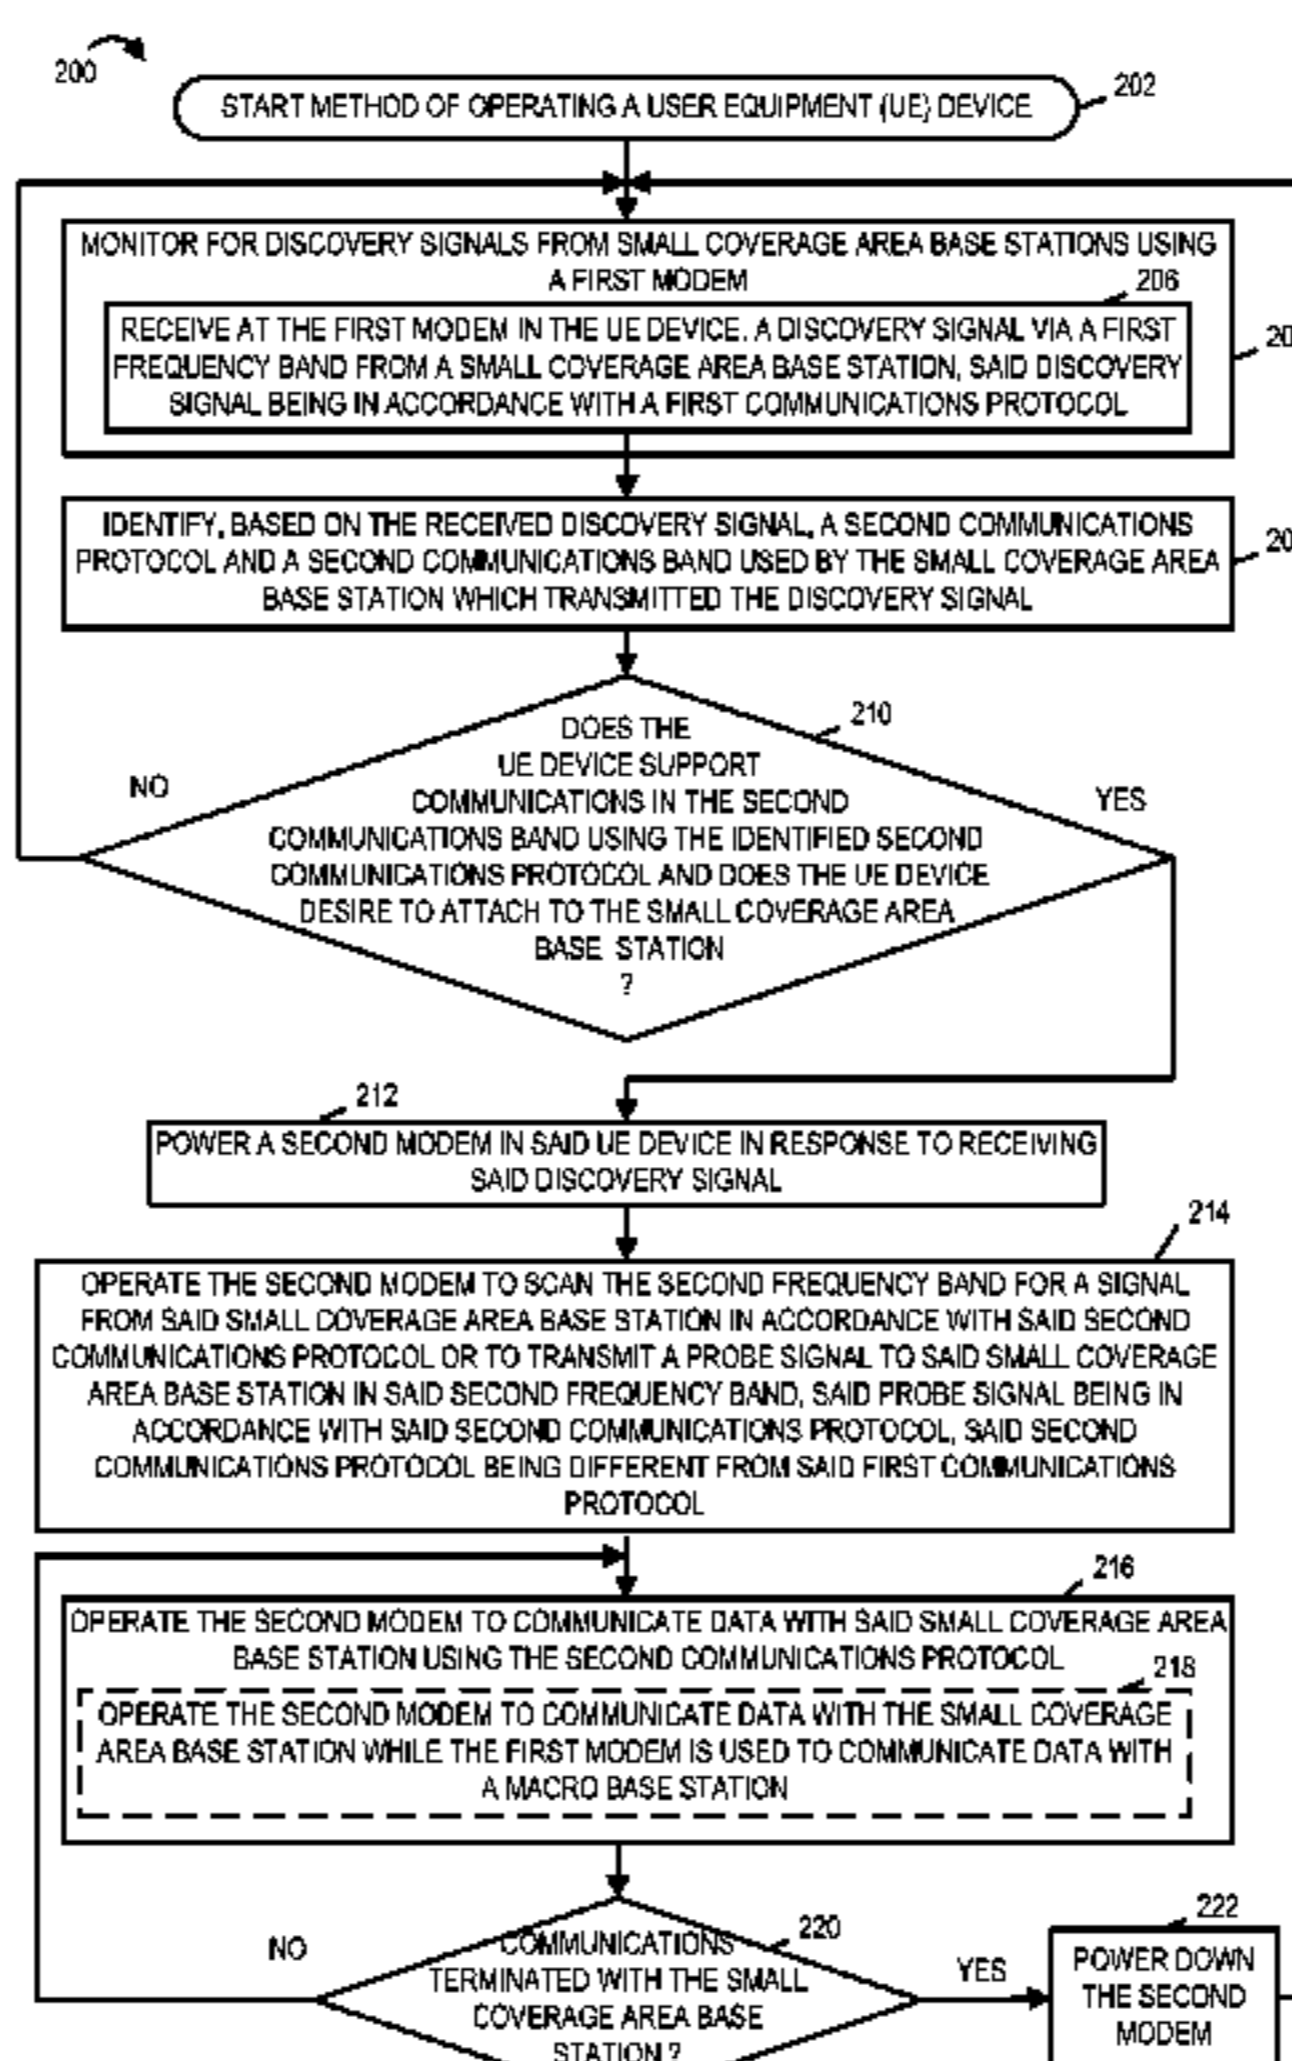 200
START METHOD OF OPERATING A USER EQUIPMENT (UE) DEVICE
202
MONITOR FOR DISCOVERY SIGNALS FROM SMALL COVERAGE AREA BASE STATIONS USING
A FIRST MODEM
206
RECEIVE AT THE FIRST MODEM IN THE UE DEVICE. A DISCOVERY SIGNAL VIA A FIRST
FREQUENCY BAND FROM A SMALL COVERAGE AREA BASE STATION, SAID DISCOVERY
SIGNAL BEING IN ACCORDANCE WITH A FIRST COMMUNICATIONS PROTOCOL
IDENTIFY, BASED ON THE RECEIVED DISCOVERY SIGNAL, A SECOND COMMUNICATIONS
PROTOCOL AND A SECOND COMMUNICATIONS BAND USED BY THE SMALL COVERAGE AREA
BASE STATION WHICH TRANSMITTED THE DISCOVERY SIGNAL
210
DOES THE
UE DEVICE SUPPORT
COMMUNICATIONS IN THE SECOND
COMMUNICATIONS BAND USING THE IDENTIFIED SECOND
COMMUNICATIONS PROTOCOL AND DOES THE UE DEVICE
DESIRE TO ATTACH TO THE SMALL COVERAGE AREA
BASE STATION
?
NO
YES
212
POWER A SECOND MODEM IN SAID UE DEVICE IN RESPONSE TO RECEIVING
SAID DISCOVERY SIGNAL
214
OPERATE THE SECOND MODEM TO SCAN THE SECOND FREQUENCY BAND FOR A SIGNAL
FROM SAID SMALL COVERAGE AREA BASE STATION IN ACCORDANCE WITH SAID SECOND
COMMUNICATIONS PROTOCOL OR TO TRANSMIT A PROBE SIGNAL TO SAID SMALL COVERAGE
AREA BASE STATION IN SAID SECOND FREQUENCY BAND, SAID PROBE SIGNAL BEING IN
ACCORDANCE WITH SAID SECOND COMMUNICATIONS PROTOCOL, SAID SECOND
COMMUNICATIONS PROTOCOL BEING DIFFERENT FROM SAID FIRST COMMUNICATIONS
PROTOCOL
216
OPERATE THE SECOND MODEM TO COMMUNICATE DATA WITH SAID SMALL COVERAGE AREA
BASE STATION USING THE SECOND COMMUNICATIONS PROTOCOL
218
OPERATE THE SECOND MODEM TO COMMUNICATE DATA WITH THE SMALL COVERAGE
AREA BASE STATION WHILE THE FIRST MODEM IS USED TO COMMUNICATE DATA WITH
A MACRO BASE STATION
220
COMMUNICATIONS
TERMINATED WITH THE SMALL
COVERAGE AREA BASE
STATION ?
NO
YES
222
POWER DOWN
THE SECOND
MODEM